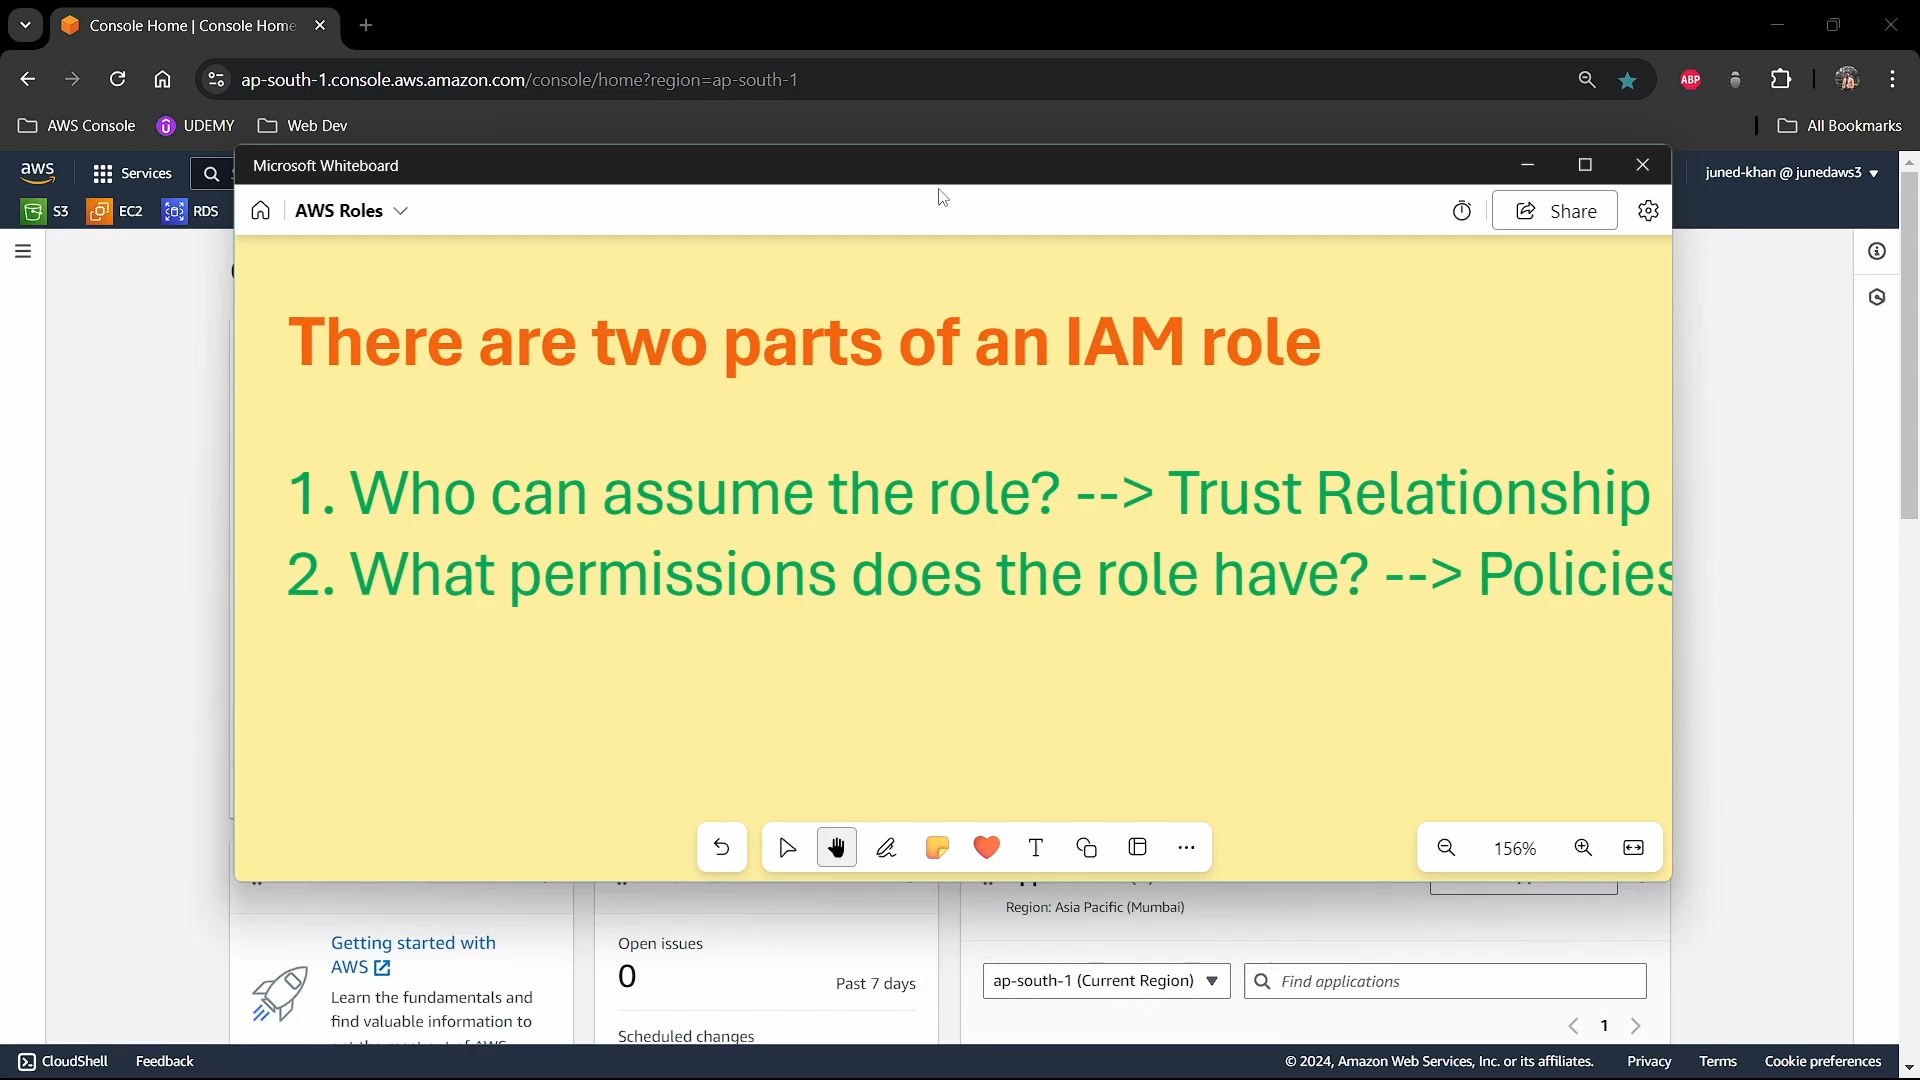 Console Home | Console Home
ap-south-1.console.aws.amazon.com/console/home?region=ap-south-1
ABP
AWS Console
UDEMY
Web Dev
All Bookmarks
aws
Services
juned-khan @ junedaws3
S3
EC2
RDS
Microsoft Whiteboard
AWS Roles
Share
There are two parts of an IAM role
1. Who can assume the role? --> Trust Relationship
2. What permissions does the role have? --> Policies
156%
Region: Asia Pacific (Mumbai)
Getting started with
AWS
Learn the fundamentals and
find valuable information to
Open issues
0
Past 7 days
Scheduled changes
ap-south-1 (Current Region)
Find applications
1
CloudShell
Feedback
© 2024, Amazon Web Services, Inc. or its affiliates.
Privacy
Terms
Cookie preferences